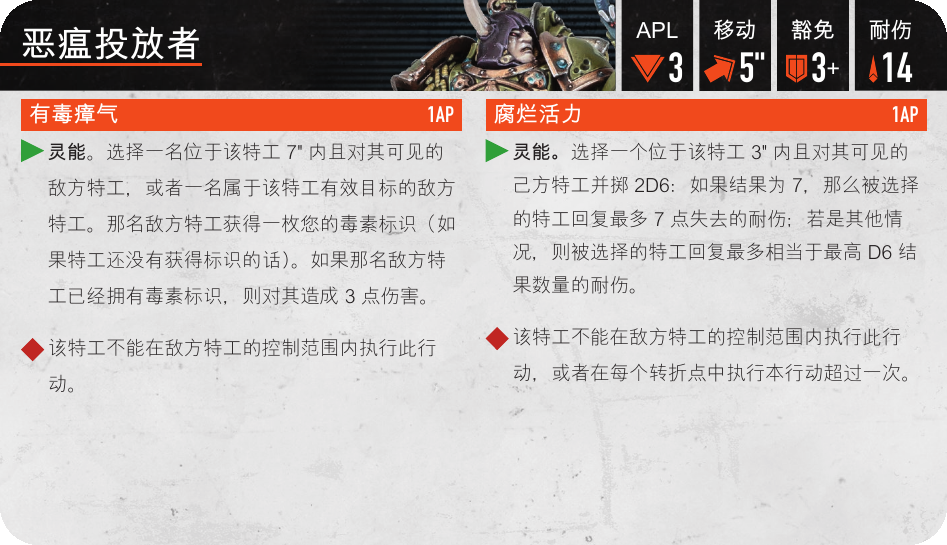 恶瘟投放者
APL 移动 豁免 耐伤
3 5" 3+ 14
有毒瘴气 1AP
灵能。选择一名位于该特工 7" 内且对其可见的
敌方特工，或者一名属于该特工有效目标的敌方
特工。那名敌方特工获得一枚您的毒素标识（如
果特工还没有获得标识的话）。如果那名敌方特
工已经拥有毒素标识，则对其造成 3 点伤害。
该特工不能在敌方特工的控制范围内执行此行
动。
腐烂活力 1AP
灵能。选择一个位于该特工 3" 内且对其可见的
己方特工并掷 2D6：如果结果为 7，那么被选择
的特工回复最多 7 点失去的耐伤；若是其他情
况，则被选择的特工回复最多相当于最高 D6 结
果数量的耐伤。
该特工不能在敌方特工的控制范围内执行此行
动，或者在每个转折点中执行本行动超过一次。